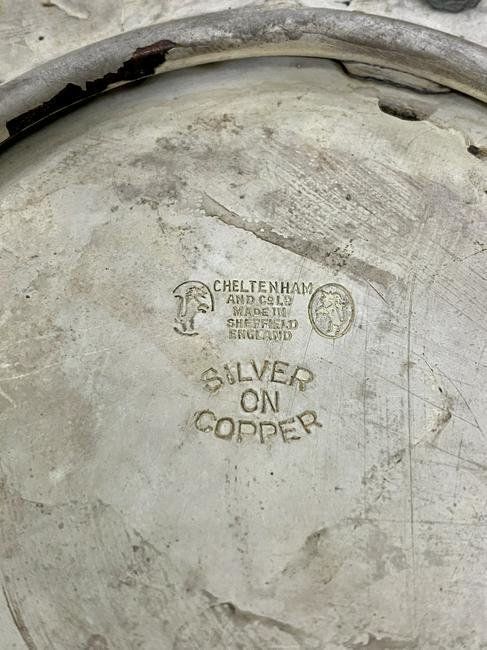 CHELTENHAM
AND CO LD
MADE IN
SHEFFIELD
ENGLAND
SILVER
ON
COPPER